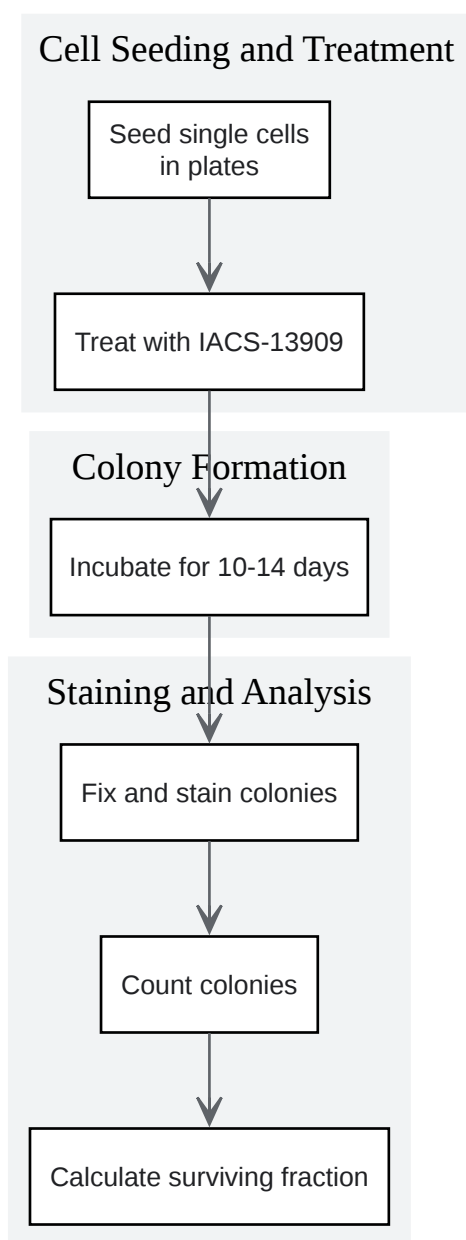 Cell Seeding and Treatment
Seed single cells
in plates
Treat with IACS-13909
Colony Formation
Incubate for 10-14 days
Staining and Analysis
Fix and stain colonies
Count colonies
Calculate surviving fraction